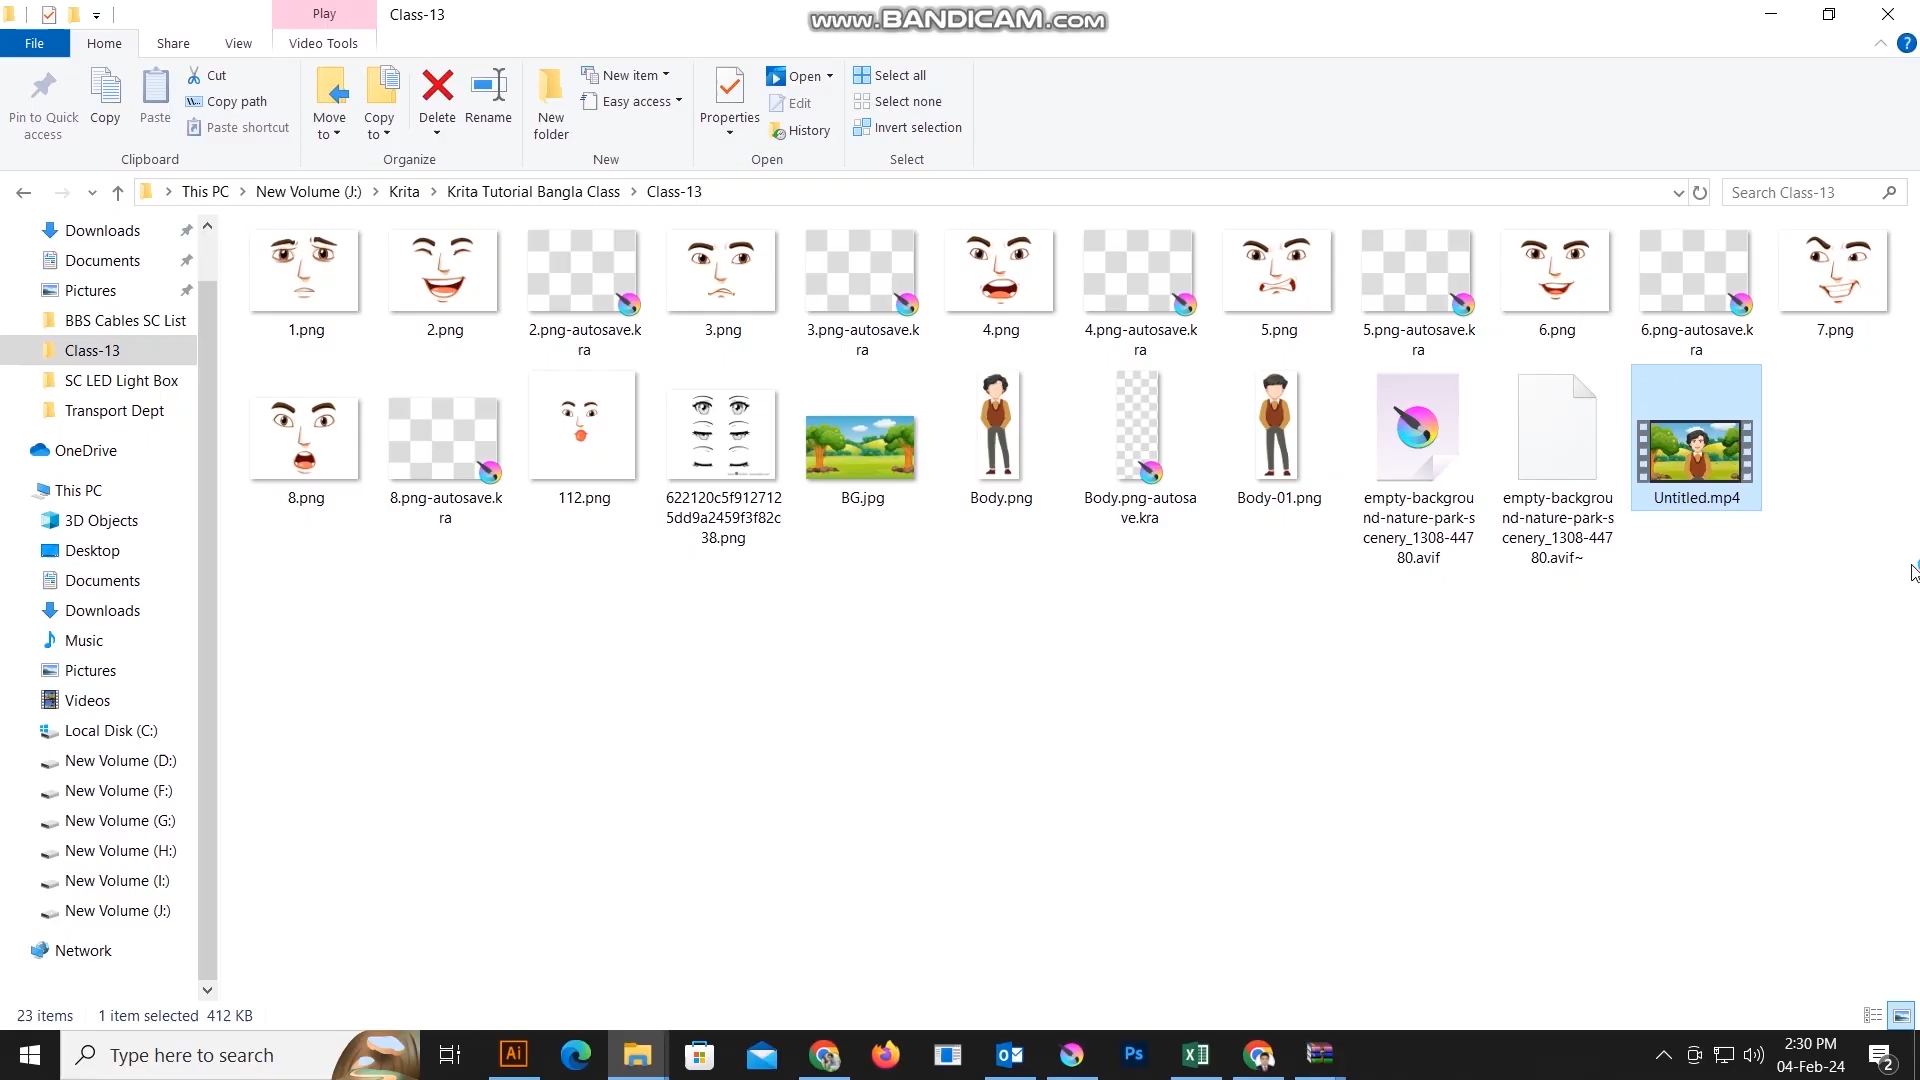 Play
Class-13
www.BANDICAM.com
File
Home
Share
View
Video Tools
Pin to Quick
access
Copy
Paste
Cut
Copy path
Paste shortcut
Move
to
Copy
to
Delete
Rename
New
folder
New item
Easy access
Properties
Open
Edit
History
Select all
Select none
Invert selection
Clipboard
Organize
New
Open
Select
This PC
New Volume (J:)
Krita
Krita Tutorial Bangla Class
Class-13
Search Class-13
Downloads
Documents
Pictures
BBS Cables SC List
Class-13
SC LED Light Box
Transport Dept
OneDrive
This PC
3D Objects
Desktop
Documents
Downloads
Music
Pictures
Videos
Local Disk (C:)
New Volume (D:)
New Volume (F:)
New Volume (G:)
New Volume (H:)
New Volume (I:)
New Volume (J:)
Network
1.png
2.png
2.png-autosave.k
ra
3.png
3.png-autosave.k
ra
4.png
4.png-autosave.k
ra
5.png
5.png-autosave.k
ra
6.png
6.png-autosave.k
ra
7.png
8.png
8.png-autosave.k
ra
112.png
622120c5f912712
5dd9a2459f3f82c
38.png
BG.jpg
Body.png
Body.png-autosa
ve.kra
Body-01.png
empty-backgrou
nd-nature-park-s
cenery_1308-447
80.avif
empty-backgrou
nd-nature-park-s
cenery_1308-447
80.avif~
Untitled.mp4
23 items
1 item selected 412 KB
Type here to search
Ai
Ps
2:30 PM
04-Feb-24
2